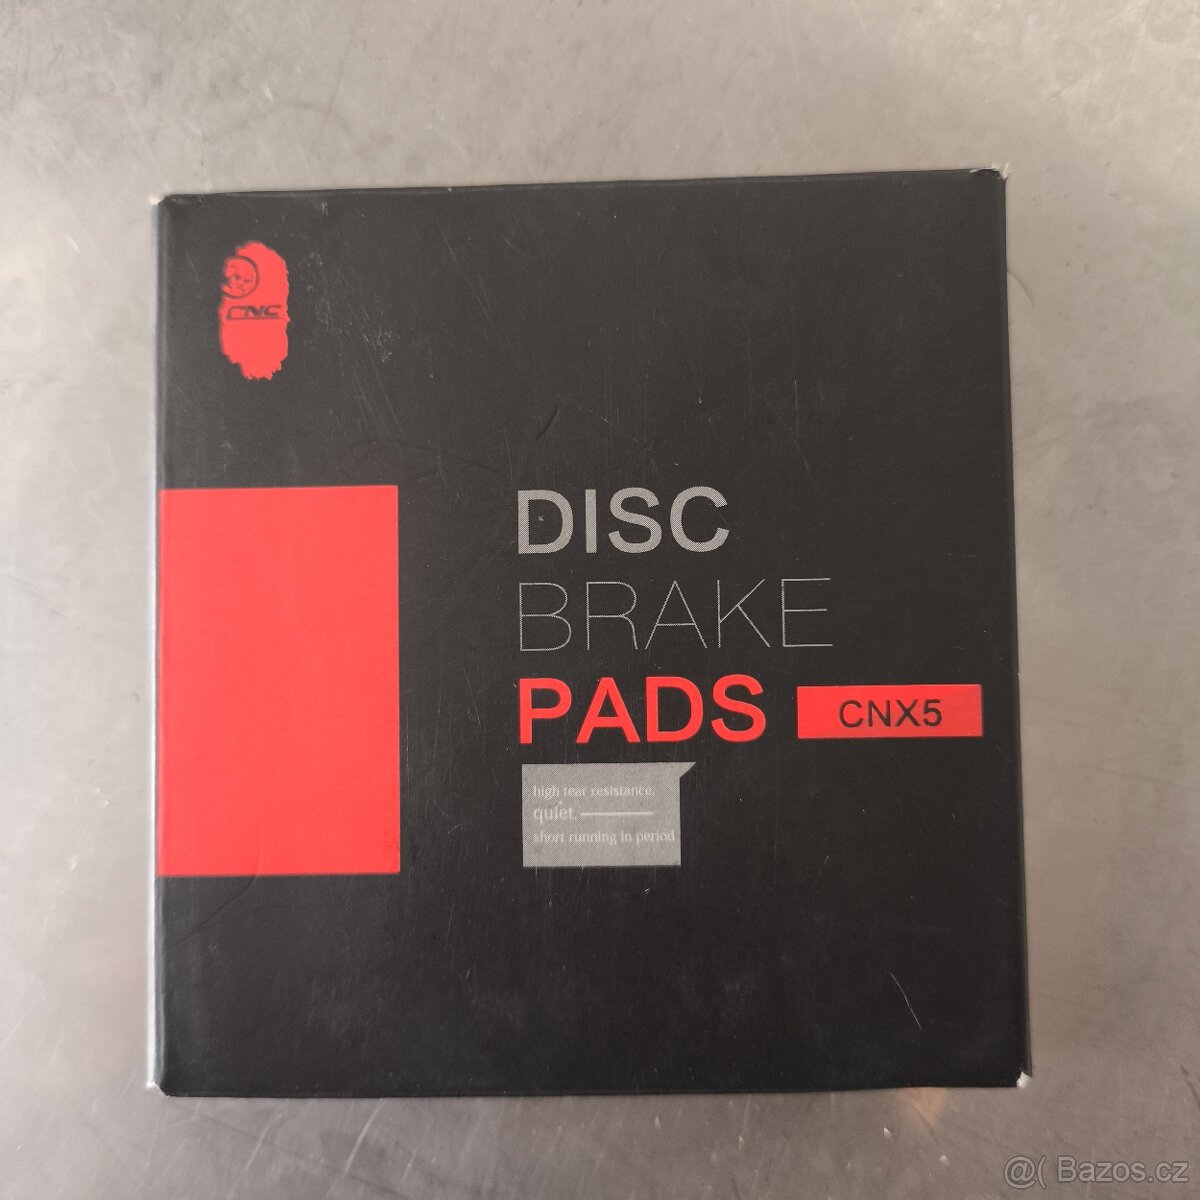 CNC
DISC
BRAKE
PADS CNX5
high tear resistance,
quiet,
short running in period
@( Bazos.cz